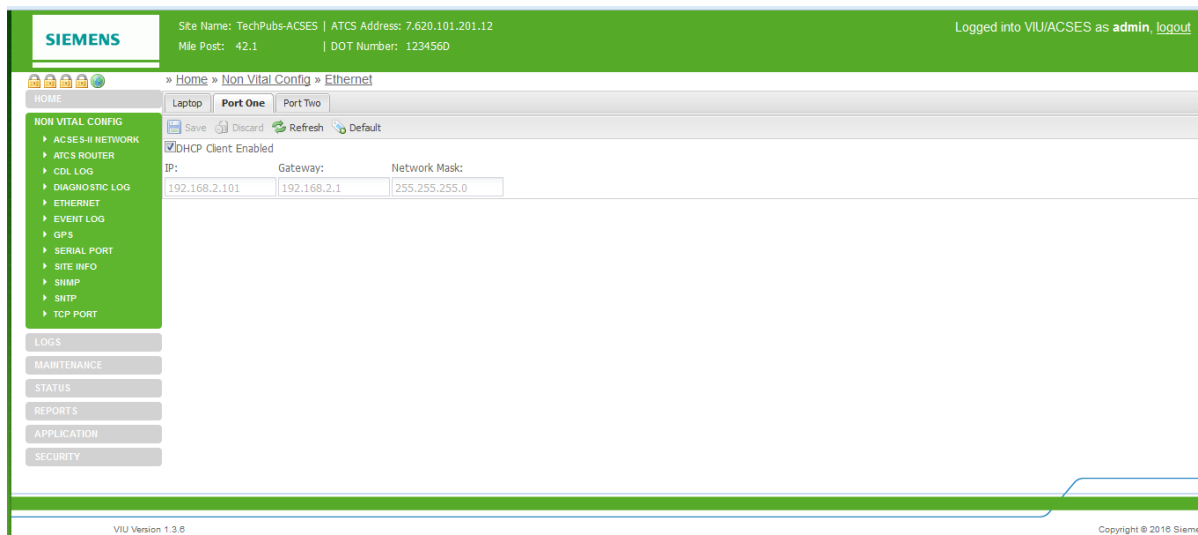 SIEMENS
Site Name: TechPubs-ACSES | ATCS Address: 7.620.101.201.12
Mile Post: 42.1 | DOT Number: 123456D
Logged into VIU/ACSES as admin, logout
» Home » Non Vital Config » Ethernet
HOME
NON VITAL CONFIG
ACSES-II NETWORK
ATCS ROUTER
CDL LOG
DIAGNOSTIC LOG
ETHERNET
EVENT LOG
GPS
SERIAL PORT
SITE INFO
SNMP
SNTP
TCP PORT
LOGS
MAINTENANCE
STATUS
REPORTS
APPLICATION
SECURITY
Laptop Port One Port Two
Save Discard Refresh Default
DHCP Client Enabled
IP: Gateway: Network Mask:
192.168.2.101 192.168.2.1 255.255.255.0
VIU Version 1.3.6
Copyright © 2016 Sieme